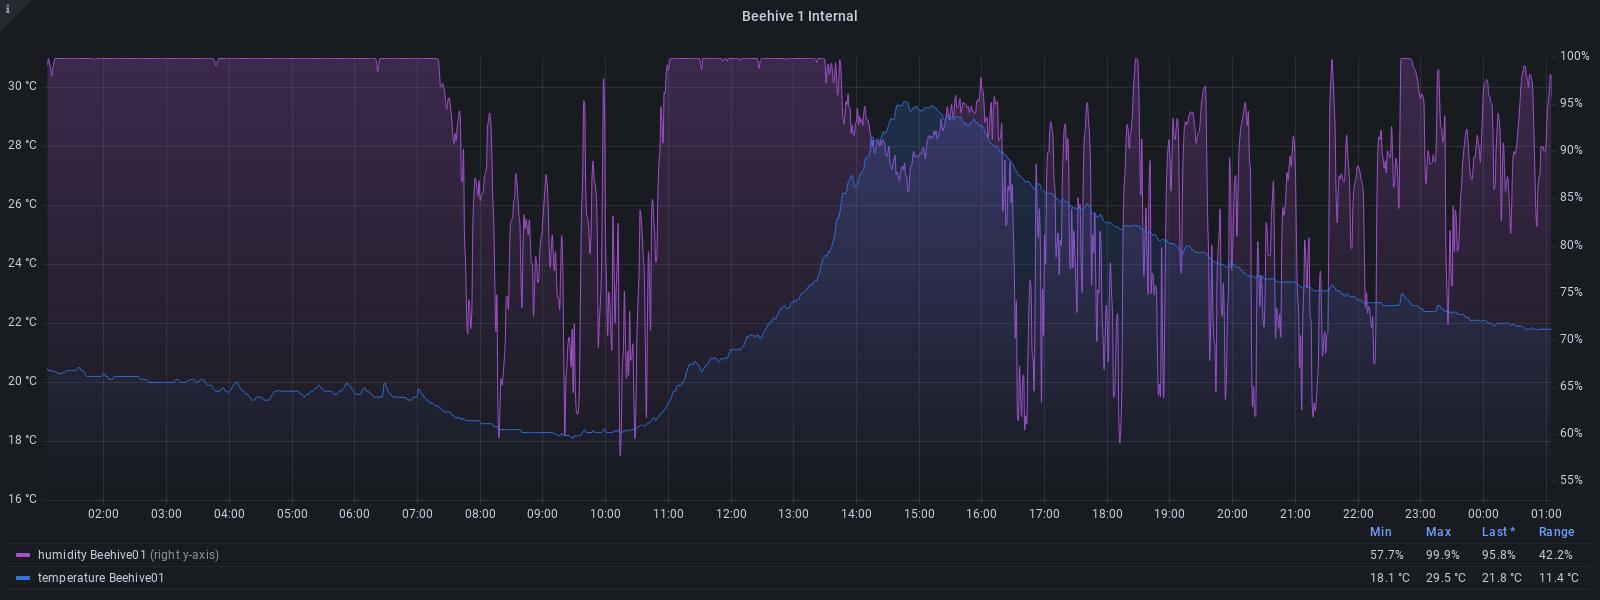 i
Beehive 1 Internal
30 °C
28 °C
26 °C
24 °C
22 °C
20 °C
18 °C
16 °C
100%
95%
90%
85%
80%
75%
70%
65%
60%
55%
02:00 03:00 04:00 05:00 06:00 07:00 08:00 09:00 10:00 11:00 12:00 13:00 14:00 15:00 16:00 17:00 18:00 19:00 20:00 21:00 22:00 23:00 00:00 01:00
Min Max Last * Range
humidity Beehive01 (right y-axis) 57.7% 99.9% 95.8% 42.2%
temperature Beehive01 18.1 °C 29.5 °C 21.8 °C 11.4 °C